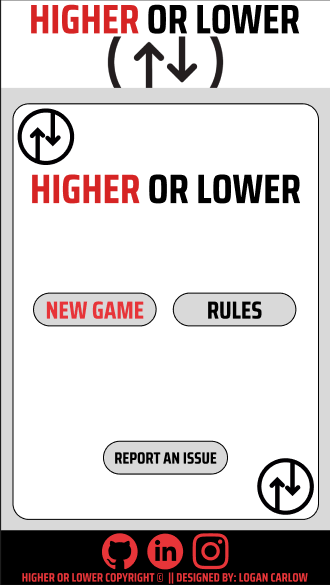 HIGHER OR LOWER
HIGHER OR LOWER
NEW GAME
RULES
REPORT AN ISSUE
in
HIGHER OR LOWER COPYRIGHT © || DESIGNED BY: LOGAN CARLOW